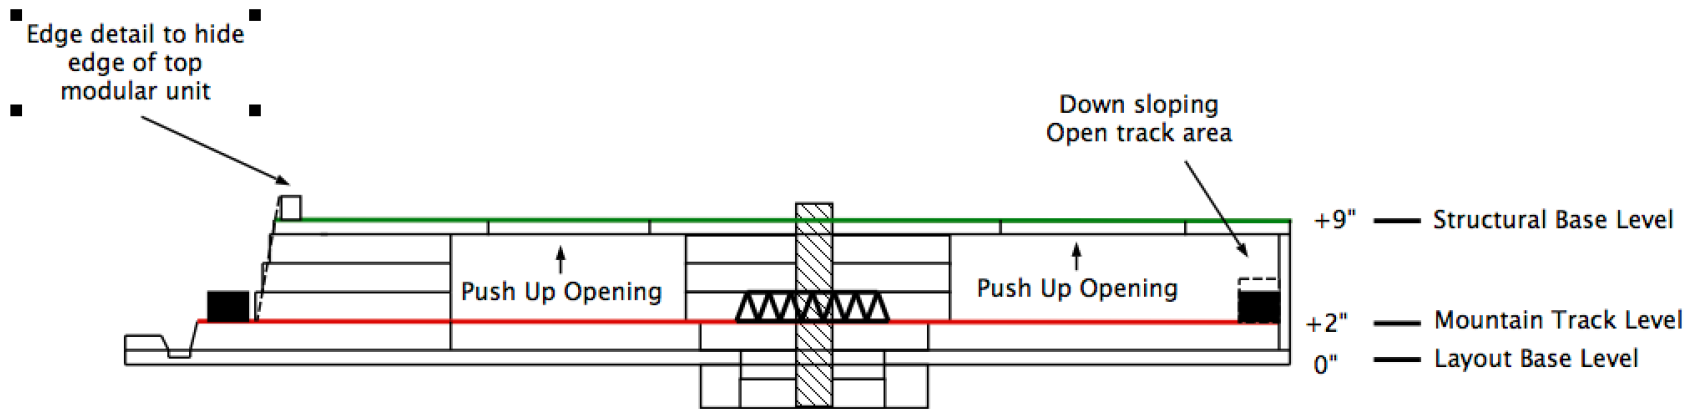 Edge detail to hide
edge of top
modular unit
Down sloping
Open track area
+9" Structural Base Level
Push Up Opening
Push Up Opening
+2" Mountain Track Level
0" Layout Base Level